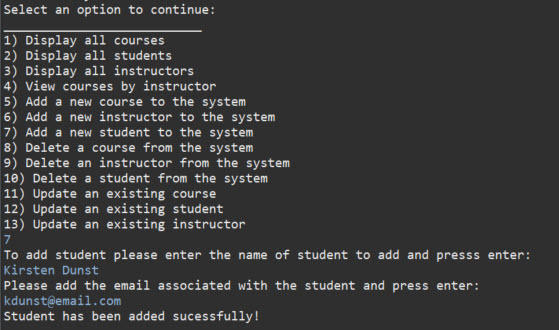 Select an option to continue:
__________________________
1) Display all courses
2) Display all students
3) Display all instructors
4) View courses by instructor
5) Add a new course to the system
6) Add a new instructor to the system
7) Add a new student to the system
8) Delete a course from the system
9) Delete an instructor from the system
10) Delete a student from the system
11) Update an existing course
12) Update an existing student
13) Update an existing instructor
7
To add student please enter the name of student to add and presss enter:
Kirsten Dunst
Please add the email associated with the student and press enter:
kdunst@email.com
Student has been added sucessfully!